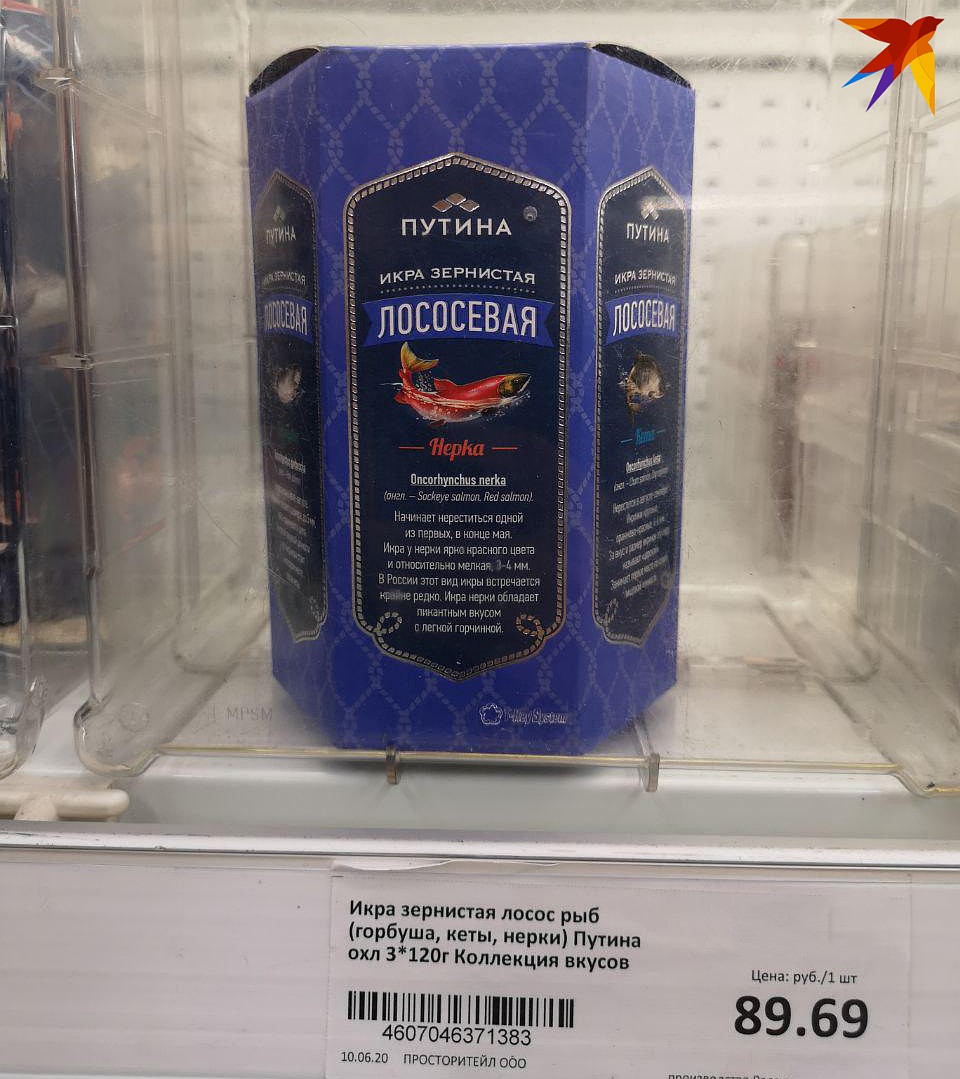 ПУТИНА
ИКРА ЗЕРНИСТАЯ
ЛОСОСЕВАЯ
Нерка
Oncorhynchus nerka
(англ. — Sockeye salmon, Red salmon).
Начинает нереститься одной
из первых, в конце мая.
Икра у нерки ярко красного цвета
и относительно мелкая, 3-4 мм.
В России этот вид икры встречается
крайне редко. Икра нерки обладает
пикантным вкусом
с легкой горчинкой.
ПУТИНА
ИКРА ЗЕРНИСТАЯ
ЛОСОСЕВАЯ
ПУТИНА
ИКРА ЗЕРНИСТАЯ
ЛОСОСЕВАЯ
Кета
MPSM
Икра зернистая лосос рыб
(горбуша, кеты, нерки) Путина
охл 3*120г Коллекция вкусов
Цена: руб./1 шт
89.69
4607046371383
10.06.20 ПРОСТОРИТЕЙЛ ООО